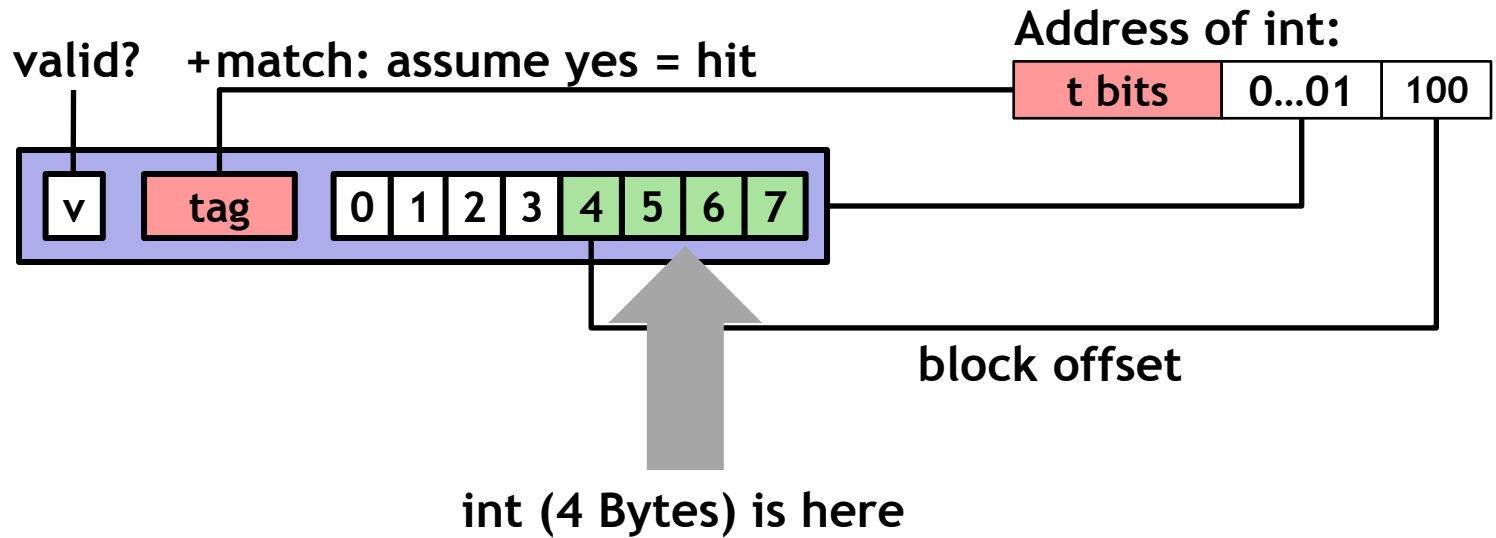 Address of int:
valid? +match: assume yes = hit
t bits 0...01 100
v tag 0 1 2 3 4 5 6 7
block offset
int (4 Bytes) is here